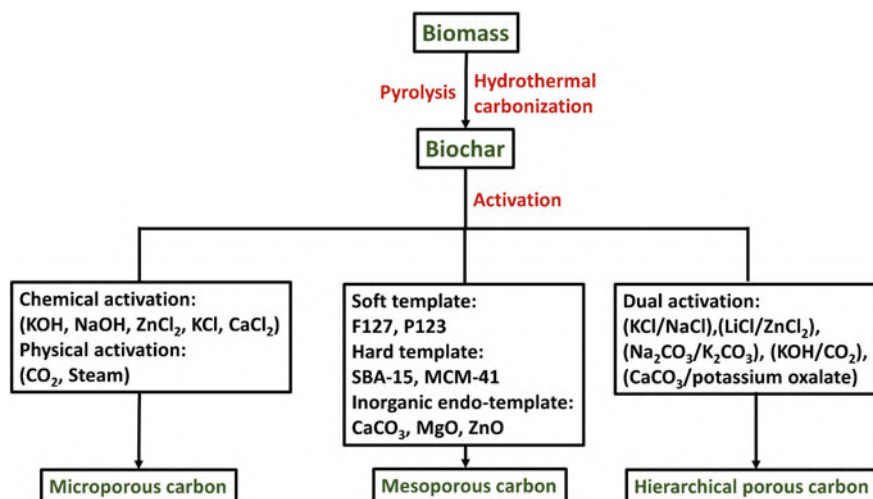 Biomass
Pyrolysis
Hydrothermal
carbonization
Biochar
Activation
Chemical activation:
(KOH, NaOH, ZnCl₂, KCl, CaCl₂)
Physical activation:
(CO₂, Steam)
Soft template:
F127, P123
Hard template:
SBA-15, MCM-41
Inorganic endo-template:
CaCO₃, MgO, ZnO
Dual activation:
(KCl/NaCl),(LiCl/ZnCl₂),
(Na₂CO₃/K₂CO₃), (KOH/CO₂),
(CaCO₃/potassium oxalate)
Microporous carbon
Mesoporous carbon
Hierarchical porous carbon